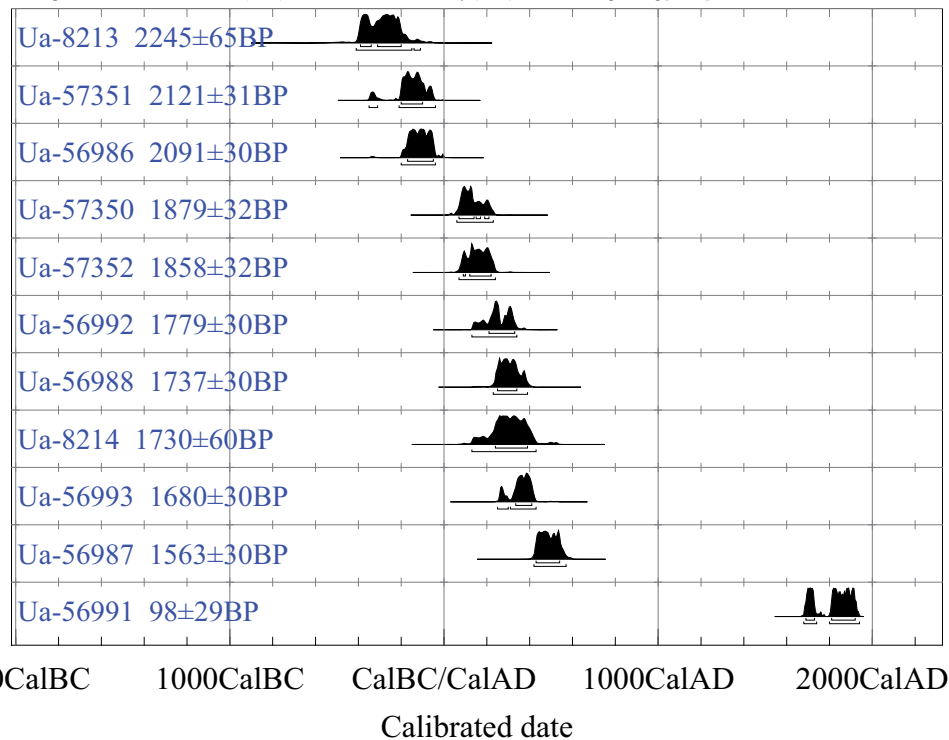 Ua-8213 2245±65BP
Ua-57351 2121±31BP
Ua-56986 2091±30BP
Ua-57350 1879±32BP
Ua-57352 1858±32BP
Ua-56992 1779±30BP
Ua-56988 1737±30BP
Ua-8214 1730±60BP
Ua-56993 1680±30BP
Ua-56987 1563±30BP
Ua-56991 98±29BP
0CalBC 1000CalBC CalBC/CalAD 1000CalAD 2000CalAD
Calibrated date